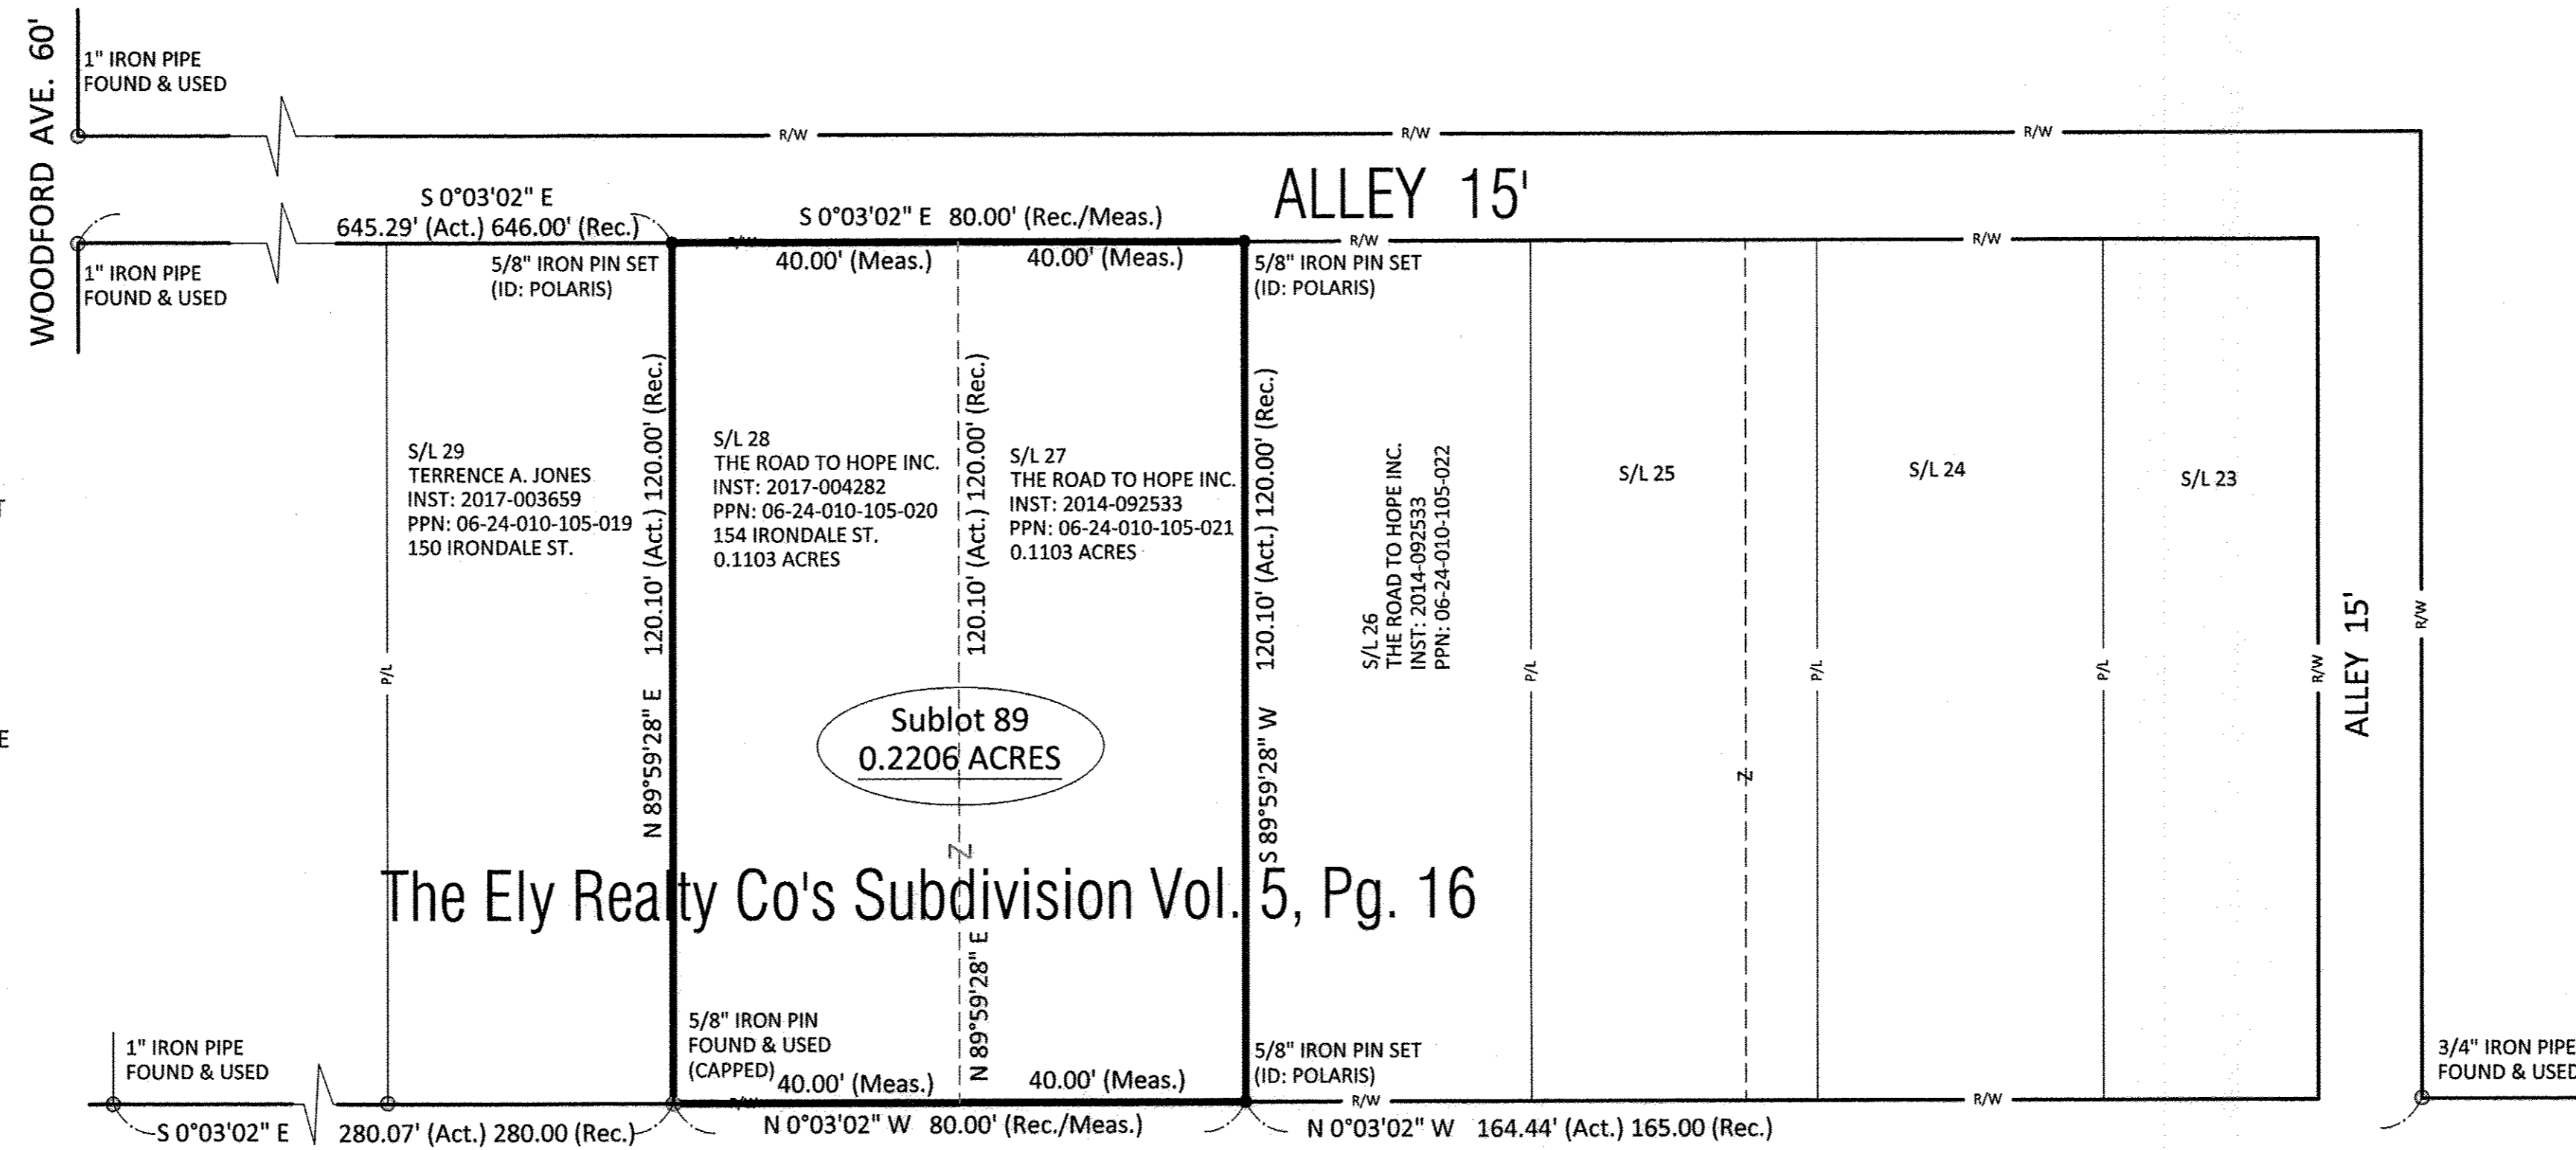 WOODFORD AVE. 60'
1" IRON PIPE
FOUND & USED
R/W
R/W
R/W
ALLEY 15'
S 0°03'02" E
645.29' (Act.) 646.00' (Rec.)
S 0°03'02" E 80.00' (Rec./Meas.)
R/W
R/W
R/W
1" IRON PIPE
FOUND & USED
5/8" IRON PIN SET
(ID: POLARIS)
40.00' (Meas.)
40.00' (Meas.)
5/8" IRON PIN SET
(ID: POLARIS)
S/L 29
TERRENCE A. JONES
INST: 2017-003659
PPN: 06-24-010-105-019
150 IRONDALE ST.
N 89°59'28" E 120.10' (Act.) 120.00' (Rec.)
S/L 28
THE ROAD TO HOPE INC.
INST: 2017-004282
PPN: 06-24-010-105-020
154 IRONDALE ST.
0.1103 ACRES
N 89°59'28" E 120.10' (Act.) 120.00' (Rec.)
S/L 27
THE ROAD TO HOPE INC.
INST: 2014-092533
PPN: 06-24-010-105-021
0.1103 ACRES
S 89°59'28" W 120.10' (Act.) 120.00' (Rec.)
S/L 26
THE ROAD TO HOPE INC.
INST: 2014-092533
PPN: 06-24-010-105-022
S/L 25
S/L 24
S/L 23
P/L
P/L
P/L
P/L
R/W
ALLEY 15'
R/W
T
E
Sublot 89
0.2206 ACRES
Z
Z
The Ely Realty Co's Subdivision Vol. 5, Pg. 16
1" IRON PIPE
FOUND & USED
5/8" IRON PIN
FOUND & USED
(CAPPED)
40.00' (Meas.)
40.00' (Meas.)
5/8" IRON PIN SET
(ID: POLARIS)
3/4" IRON PIPE
FOUND & USED
R/W
R/W
R/W
S 0°03'02" E 280.07' (Act.) 280.00 (Rec.)
N 0°03'02" W 80.00' (Rec./Meas.)
N 0°03'02" W 164.44' (Act.) 165.00 (Rec.)